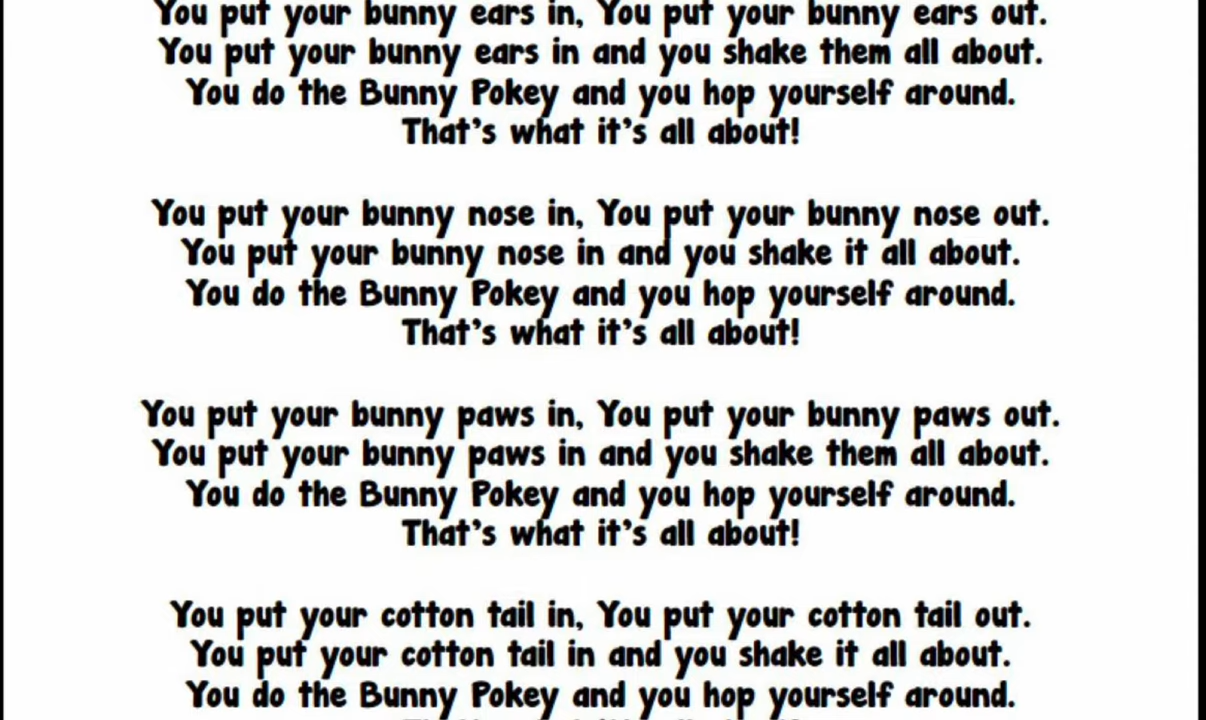 You put your bunny ears in, You put your bunny ears out.
You put your bunny ears in and you shake them all about.
You do the Bunny Pokey and you hop yourself around.
That's what it's all about!
You put your bunny nose in, You put your bunny nose out.
You put your bunny nose in and you shake it all about.
You do the Bunny Pokey and you hop yourself around.
That's what it's all about!
You put your bunny paws in, You put your bunny paws out.
You put your bunny paws in and you shake them all about.
You do the Bunny Pokey and you hop yourself around.
That's what it's all about!
You put your cotton tail in, You put your cotton tail out.
You put your cotton tail in and you shake it all about.
You do the Bunny Pokey and you hop yourself around.